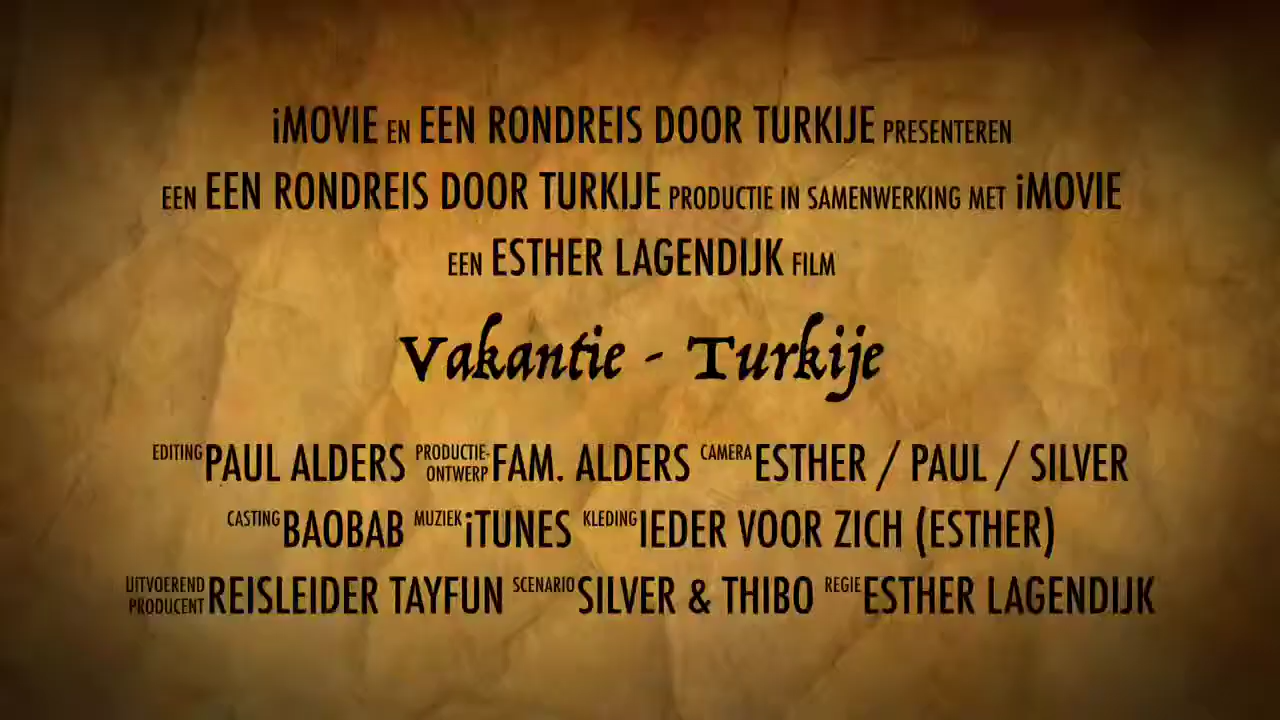 iMOVIE EN EEN RONDREIS DOOR TURKIJE PRESENTEREN
EEN EEN RONDREIS DOOR TURKIJE PRODUCTIE IN SAMENWERKING MET iMOVIE
EEN ESTHER LAGENDIJK FILM
Vakantie - Turkije
EDITING PAUL ALDERS PRODUCTIE-ONTWERP FAM. ALDERS CAMERA ESTHER / PAUL / SILVER
CASTING BAOBAB MUZIEK iTUNES KLEDING IEDER VOOR ZICH (ESTHER)
UITVOEREND PRODUCENT REISLEIDER TAYFUN SCENARIO SILVER & THIBO REGIE ESTHER LAGENDIJK